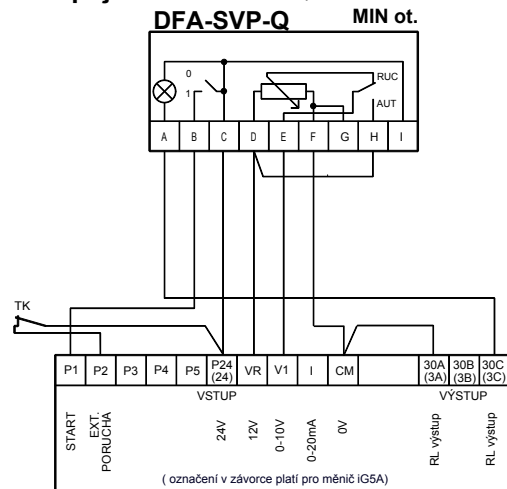 DFA-SVP-Q MIN ot.
0
1
RUC
AUT
A B C D E F G H I
TK
P1 P2 P3 P4 P5 P24 (24) VR V1 I CM 30A (3A) 30B (3B) 30C (3C)
VSTUP VÝSTUP
START
EXT. PORUCHA
24V
12V
0-10V
0-20mA
0V
RL výstup
RL výstup
( označení v závorce platí pro měnič iG5A)